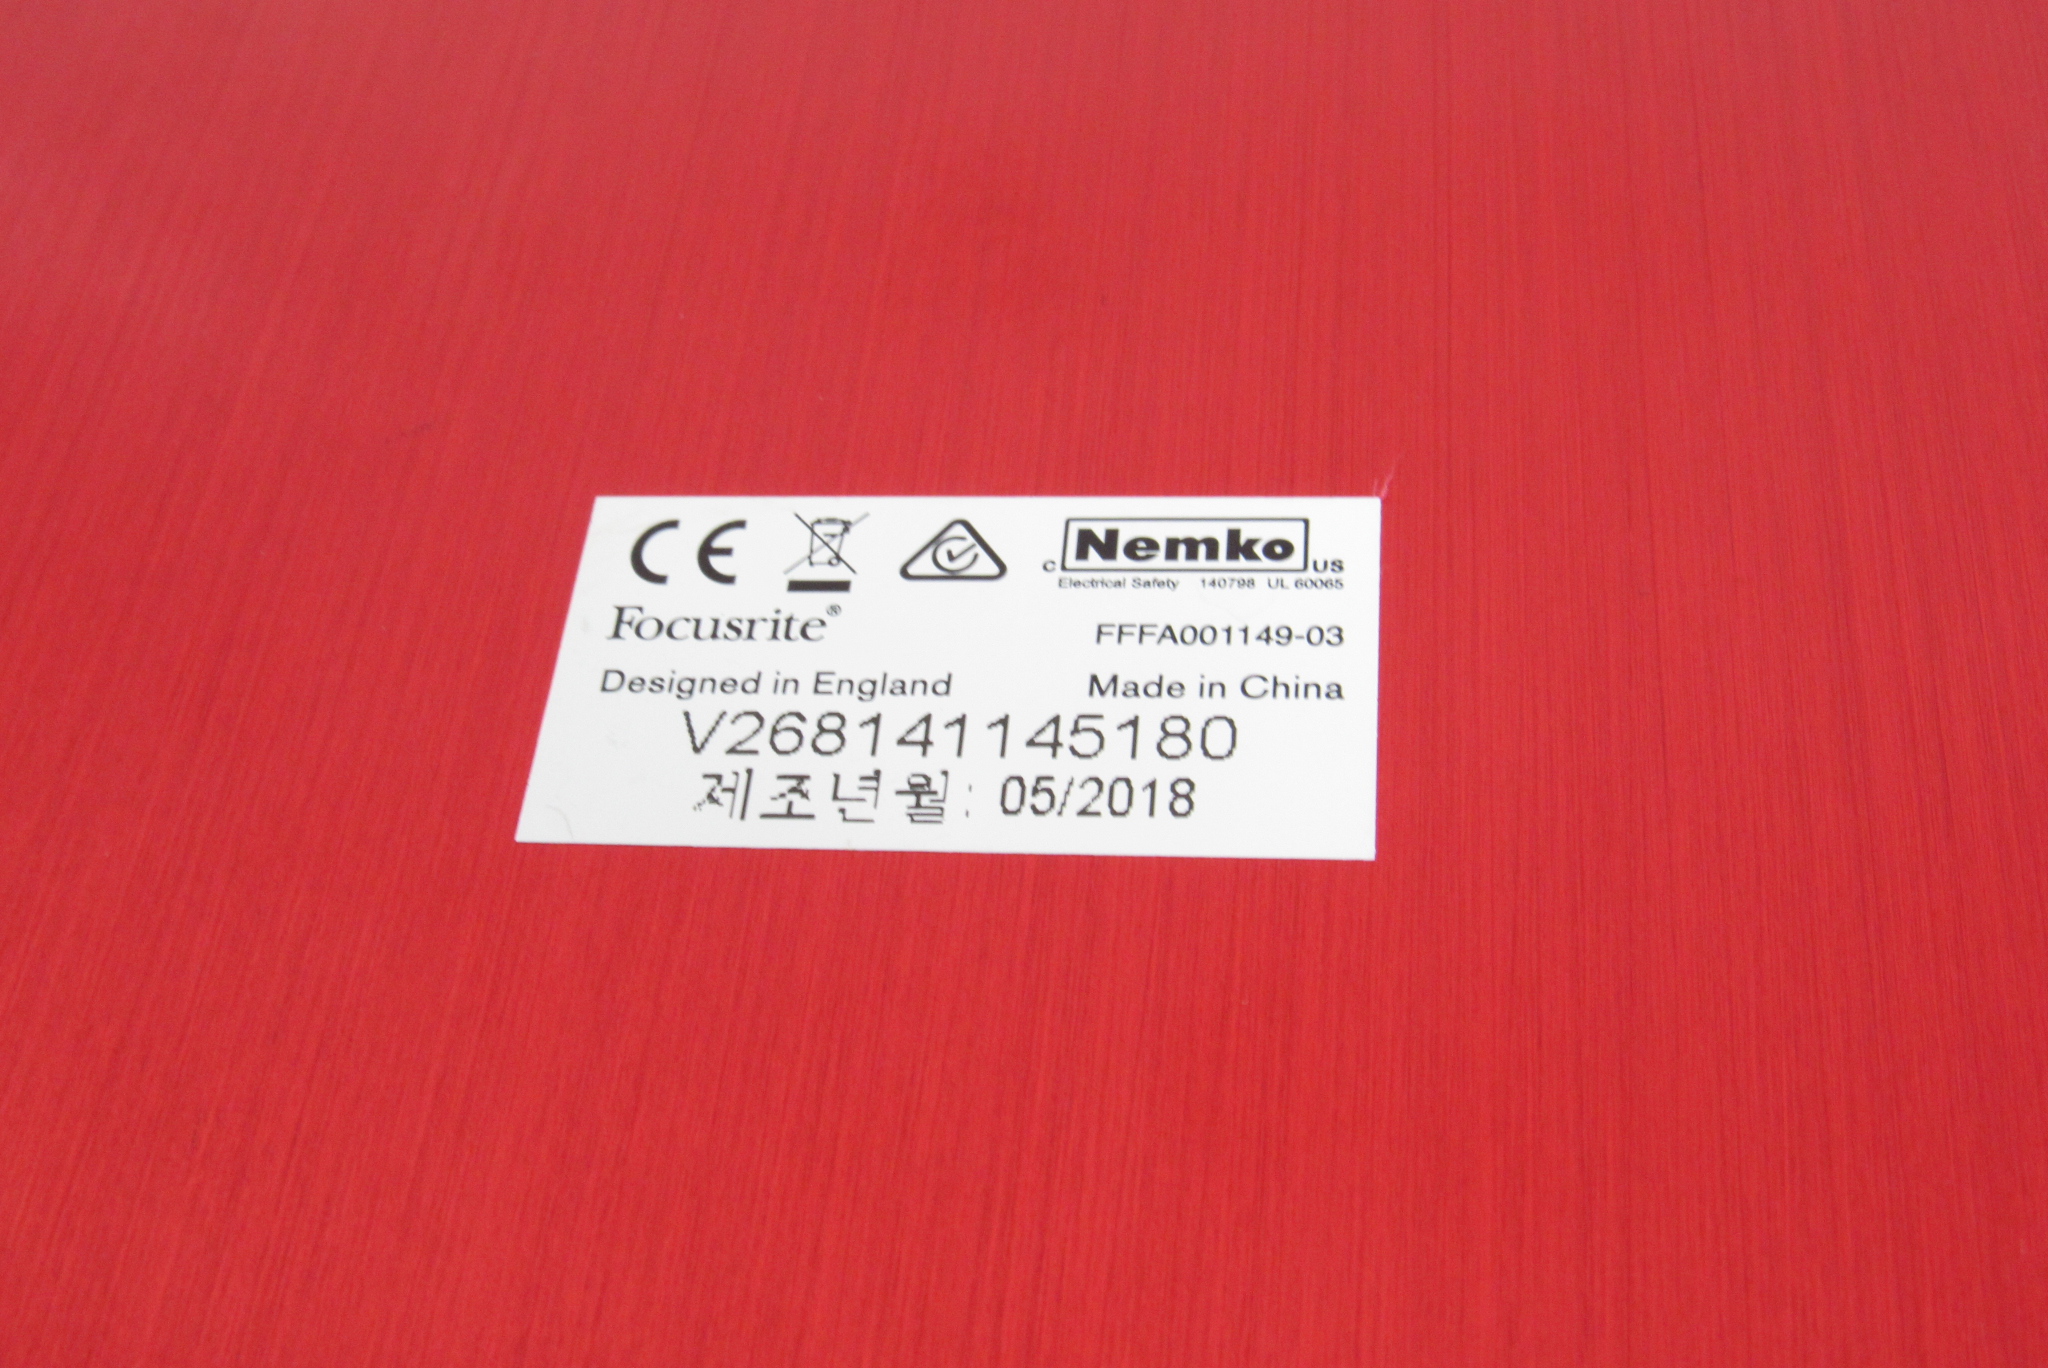 CE
c Nemko US
Electrical Safety 140798 UL 60065
Focusrite® FFFA001149-03
Designed in England Made in China
V268141145180
제조년월: 05/2018